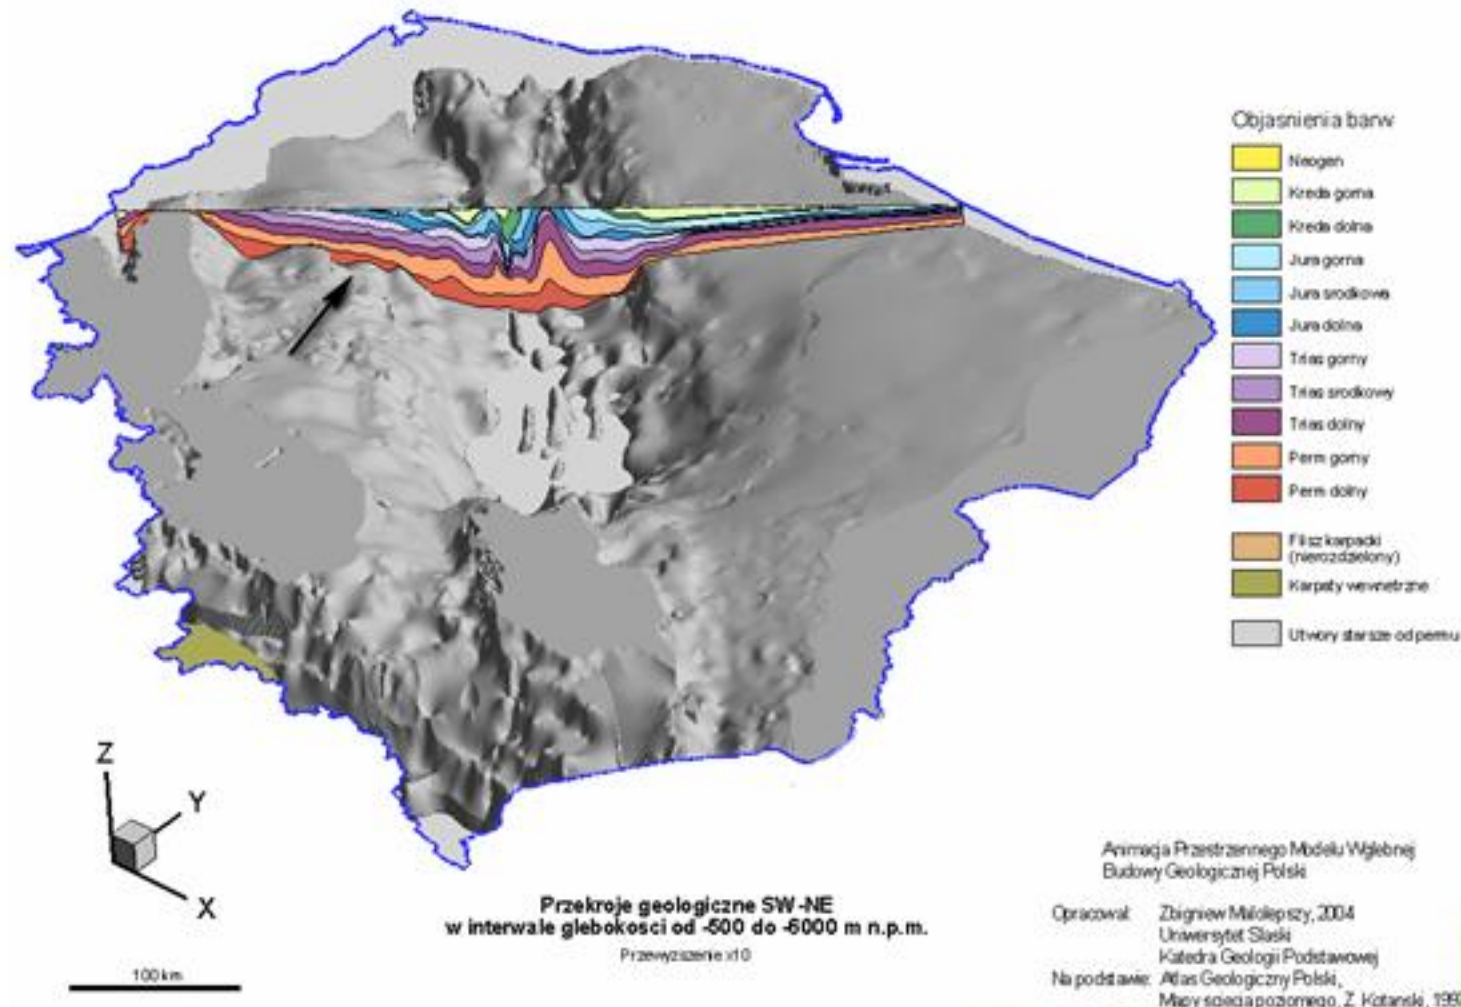 Objasnienia barw
Neogen
Kreda gorna
Kreda dolna
Jura gorna
Jura srodkowa
Jura dolna
Trias gorny
Trias srodkowy
Trias dolny
Perm gorny
Perm dolny
Flisz karpacki
(nierozdzielony)
Karpaty wewnetrzne
Utwory starsze od permu
Z
Y
X
100 km
Przekroje geologiczne SW-NE
w interwale glebokosci od -500 do -6000 m n.p.m.
Przewyzszenie x10
Animacja Przestrzennego Modelu Wglebnej
Budowy Geologicznej Polski
Opracowal: Zbigniew Malolepszy, 2004
Uniwersytet Slaski
Katedra Geologii Podstawowej
Na podstawie: Atlas Geologiczny Polski,
Mapy sciecia poziomego, Z. Kotanski,